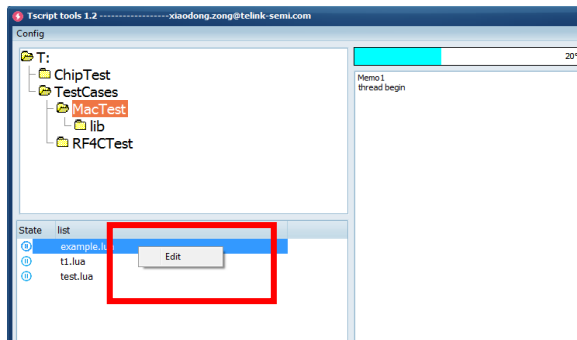 Tscript tools 1.2 -----------------xiaodong.zong@telink-semi.com
Config
T:
ChipTest
TestCases
MacTest
lib
RF4CTest
Memo1
thread begin
State list
example.lua
Edit
t1.lua
test.lua